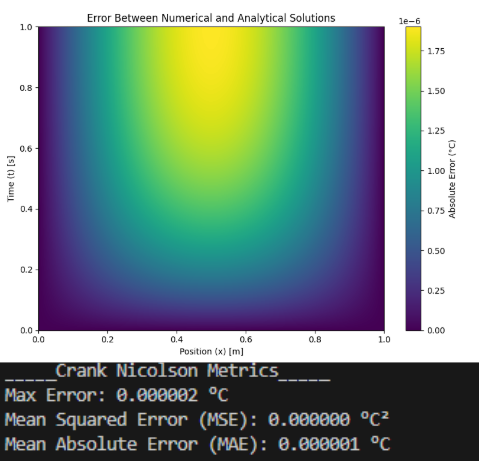 Error Between Numerical and Analytical Solutions
1e−6
1.0
0.8
0.6
0.4
0.2
0.0
Time (t) [s]
0.0 0.2 0.4 0.6 0.8 1.0
Position (x) [m]
1.75
1.50
1.25
1.00
0.75
0.50
0.25
0.00
Absolute Error (°C)
_____Crank Nicolson Metrics_____
Max Error: 0.000002 ºC
Mean Squared Error (MSE): 0.000000 ºC²
Mean Absolute Error (MAE): 0.000001 ºC